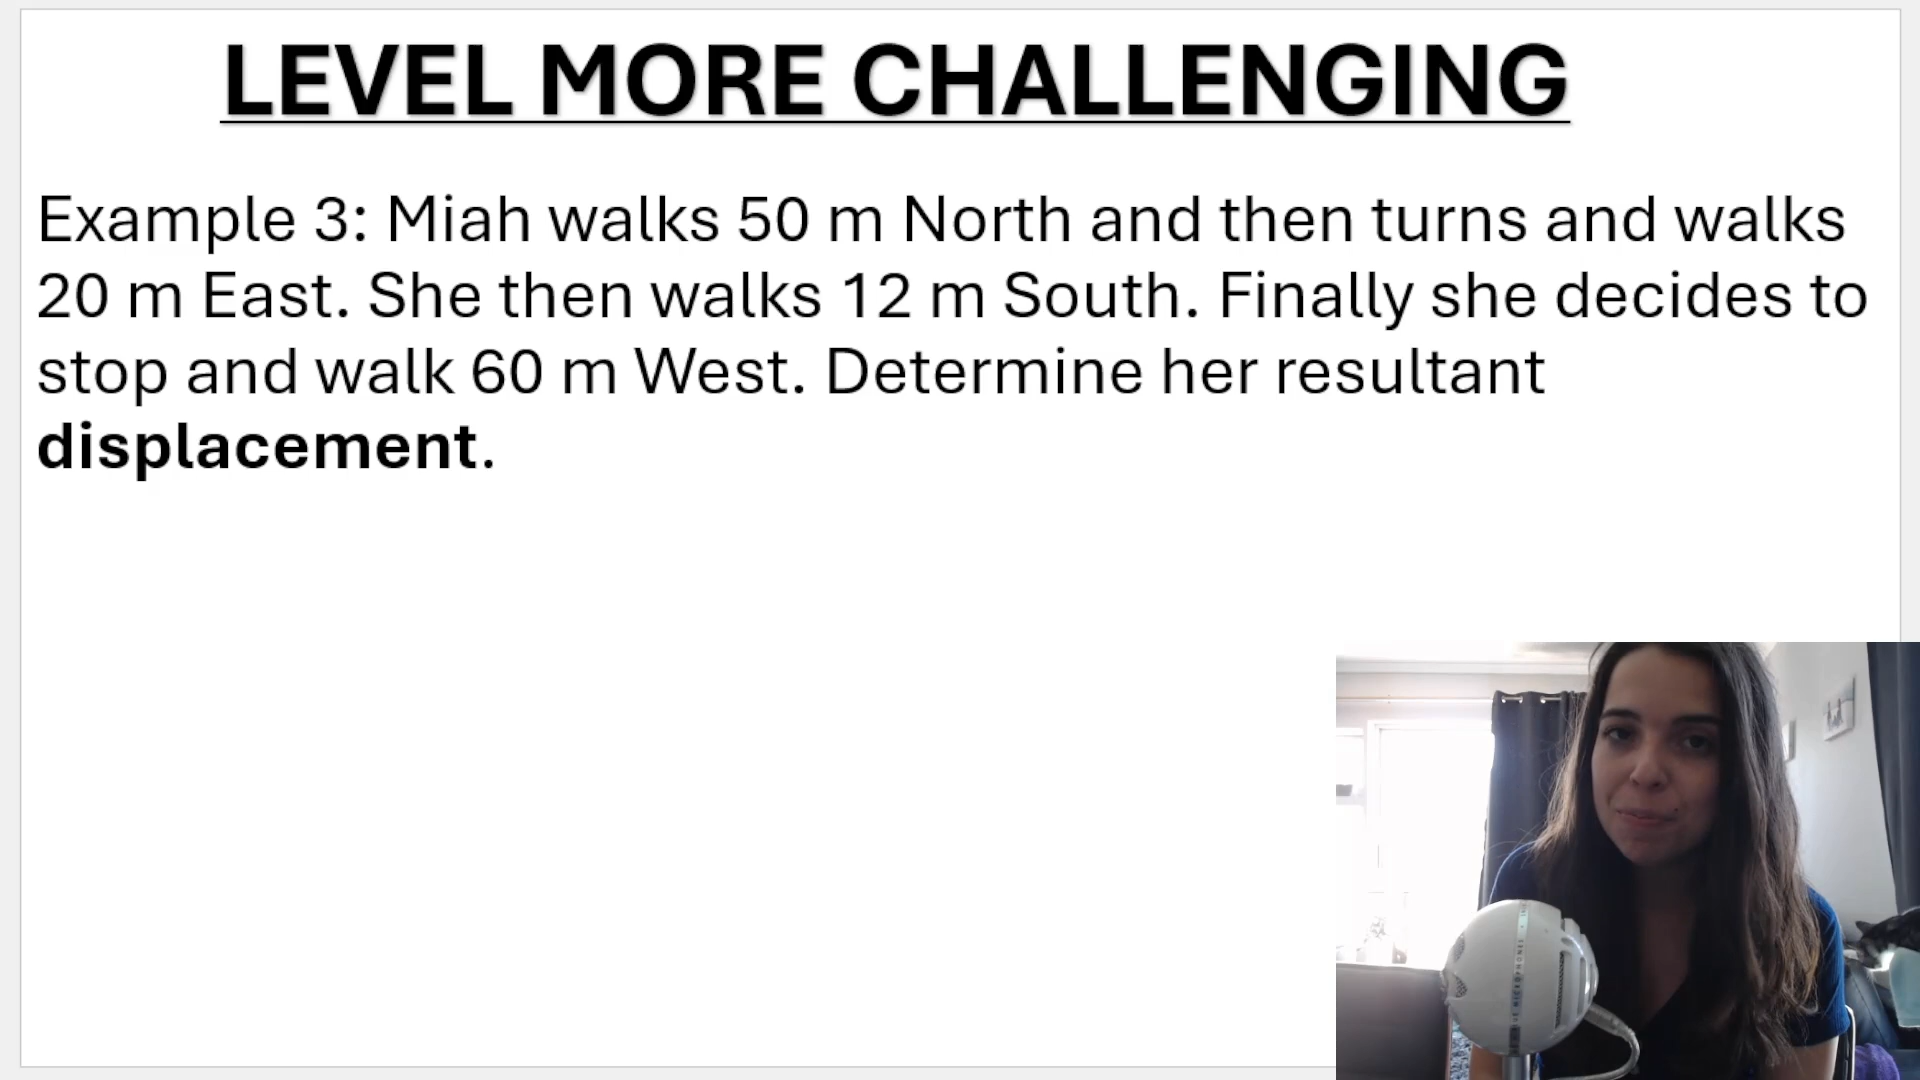 LEVEL MORE CHALLENGING
Example 3: Miah walks 50 m North and then turns and walks
20 m East. She then walks 12 m South. Finally she decides to
stop and walk 60 m West. Determine her resultant
displacement.